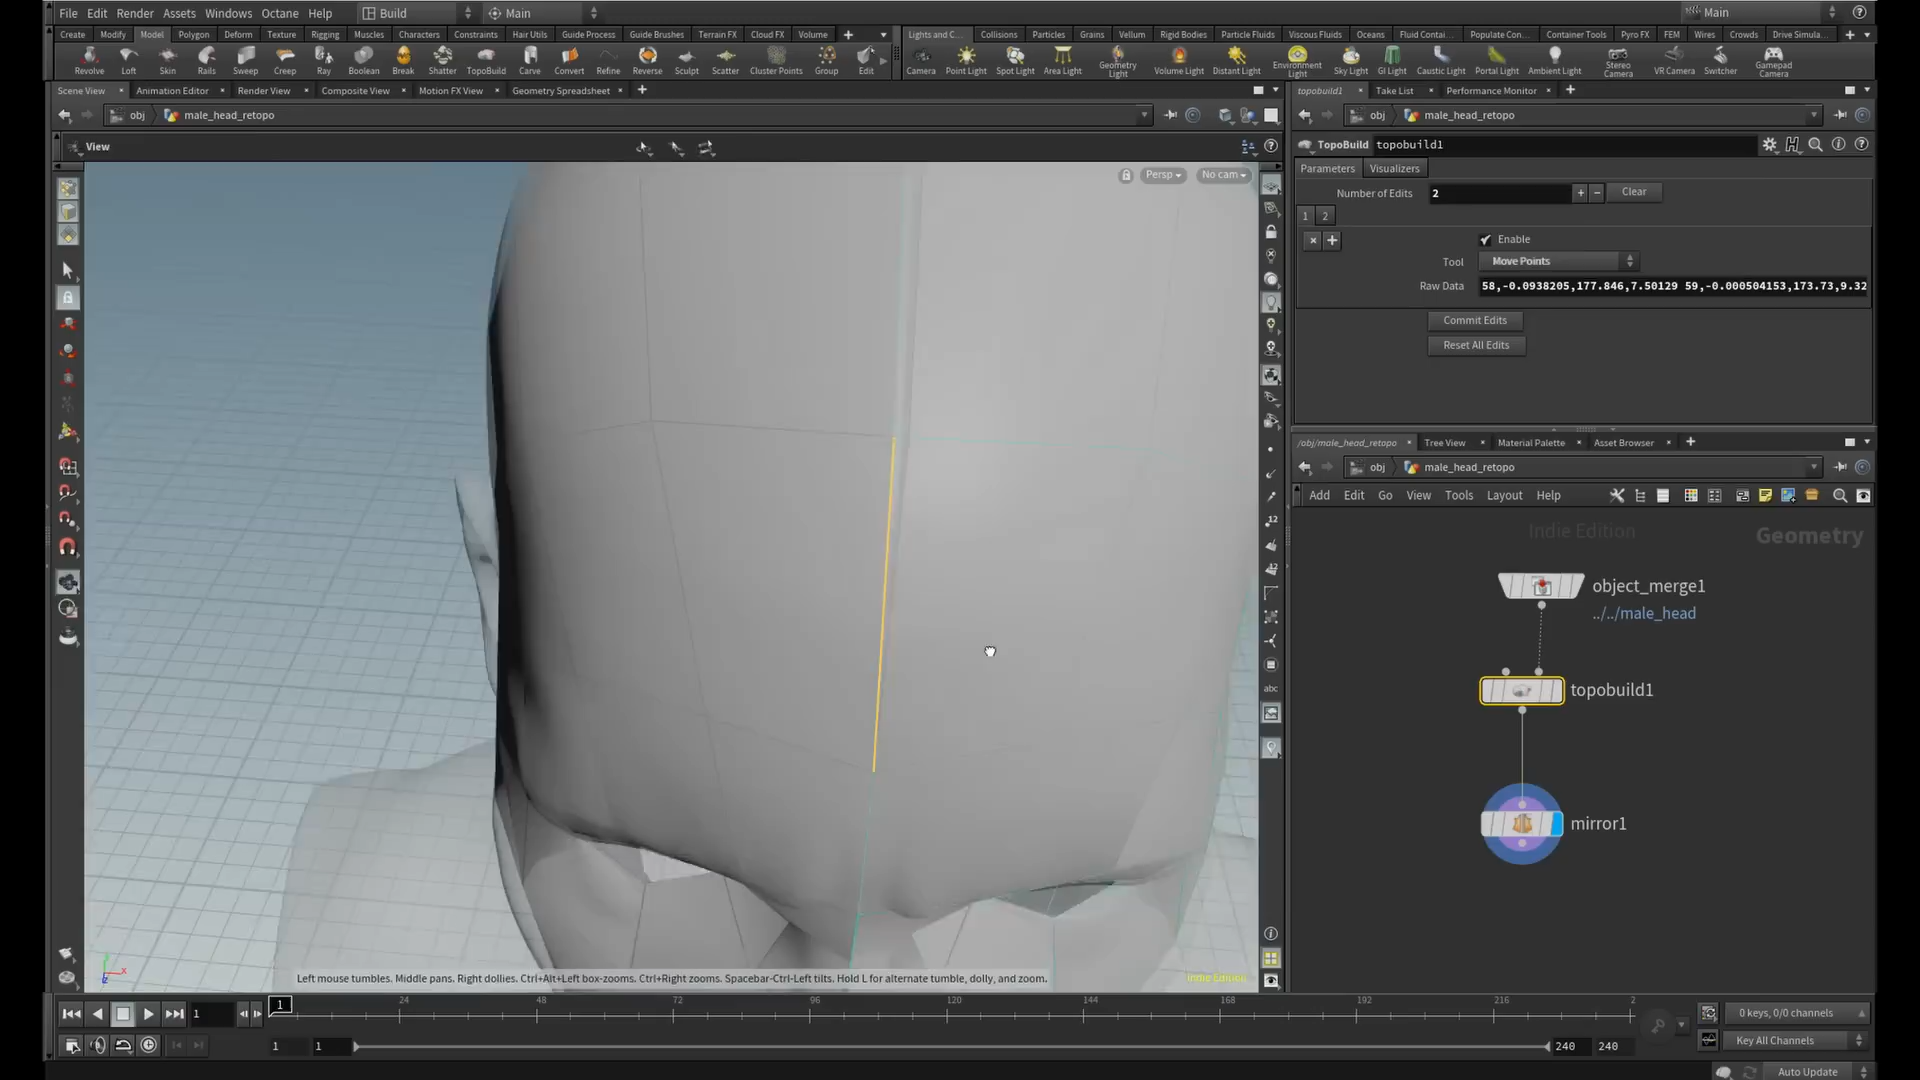 File Edit Render Assets Windows Octane Help Build Main Main
Create Modify Model Polygon Deform Texture Rigging Muscles Characters Constraints Hair Utils Guide Process Guide Brushes Terrain FX Cloud FX Volume
Lights and C... Collisions Particles Grains Vellum Rigid Bodies Particle Fluids Viscous Fluids Oceans Fluid Contai... Populate Con... Container Tools Pyro FX FEM Wires Crowds Drive Simula...
Revolve Loft Skin Rails Sweep Creep Ray Boolean Break Shatter TopoBuild Carve Convert Refine Reverse Sculpt Scatter Cluster Points Group Edit
Camera Point Light Spot Light Area Light Geometry Light Volume Light Distant Light Environment Light Sky Light GI Light Caustic Light Portal Light Ambient Light Stereo Camera VR Camera Switcher Gamepad Camera
Scene View Animation Editor Render View Composite View Motion FX View Geometry Spreadsheet
topobuild1 Take List Performance Monitor
obj male_head_retopo
obj male_head_retopo
View
TopoBuild topobuild1
Parameters Visualizers
Persp No cam
Number of Edits 2 + − Clear
1 2
Enable
Tool Move Points
Raw Data 58,-0.0938205,177.846,7.50129 59,-0.000504153,173.73,9.32
Commit Edits
Reset All Edits
/obj/male_head_retopo Tree View Material Palette Asset Browser
obj male_head_retopo
Add Edit Go View Tools Layout Help
Indie Edition Geometry
object_merge1
../../male_head
topobuild1
mirror1
12
12
abc
Left mouse tumbles. Middle pans. Right dollies. Ctrl+Alt+Left box-zooms. Ctrl+Right zooms. Spacebar-Ctrl-Left tilts. Hold L for alternate tumble, dolly, and zoom.
Indie Edition
1 1 24 48 72 96 120 144 168 192 216 2
0 keys, 0/0 channels
1 1 240 240
Key All Channels
Auto Update